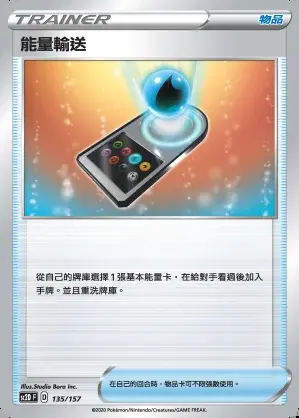 TRAINER 物品
能量輸送
從自己的牌庫選擇1張基本能量卡,在給對手看過後加入
手牌。並且重洗牌庫。
Illus.Studio Bora Inc.
在自己的回合時,物品卡可不限張數使用。
SC1D F D 135/157
©2020 Pokémon/Nintendo/Creatures/GAME FREAK.